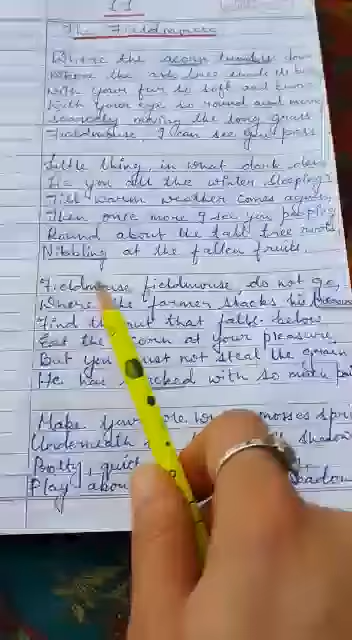 11
The Fieldmouse
Where the acorn tumbles down
Where the ash tree sheds its
With your fur so soft and
With your eye so round and
Scarcely moving the long grass
Fieldmouse I can see you pass
Little thing, in what dark den
Lie you all the winter sleeping?
Till warm weather comes again,
Then once more I see you peeping
Round about the tall tree roots,
Nibbling at the fallen fruits.
Fieldmouse fieldmouse, do not go,
Where the farmer stacks his
Find the nut that falls below
Eat the acorn at your pleasure
But you must not steal the grain
He has stacked with so much
Make your hole where mosses
Underneath
Pretty, quick
Play about